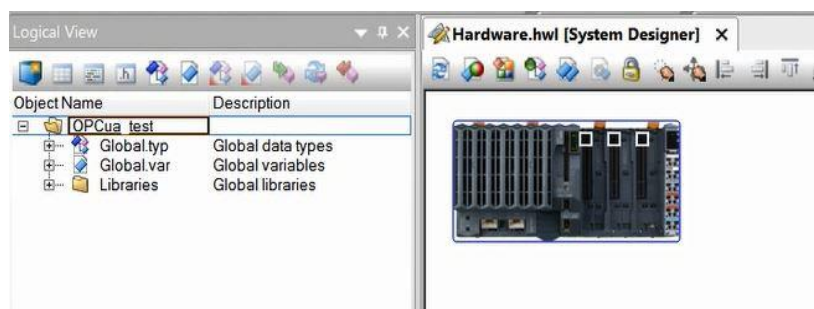 Logical View
Hardware.hwl [System Designer]
Object Name Description
OPCua_test
Global.typ Global data types
Global.var Global variables
Libraries Global libraries